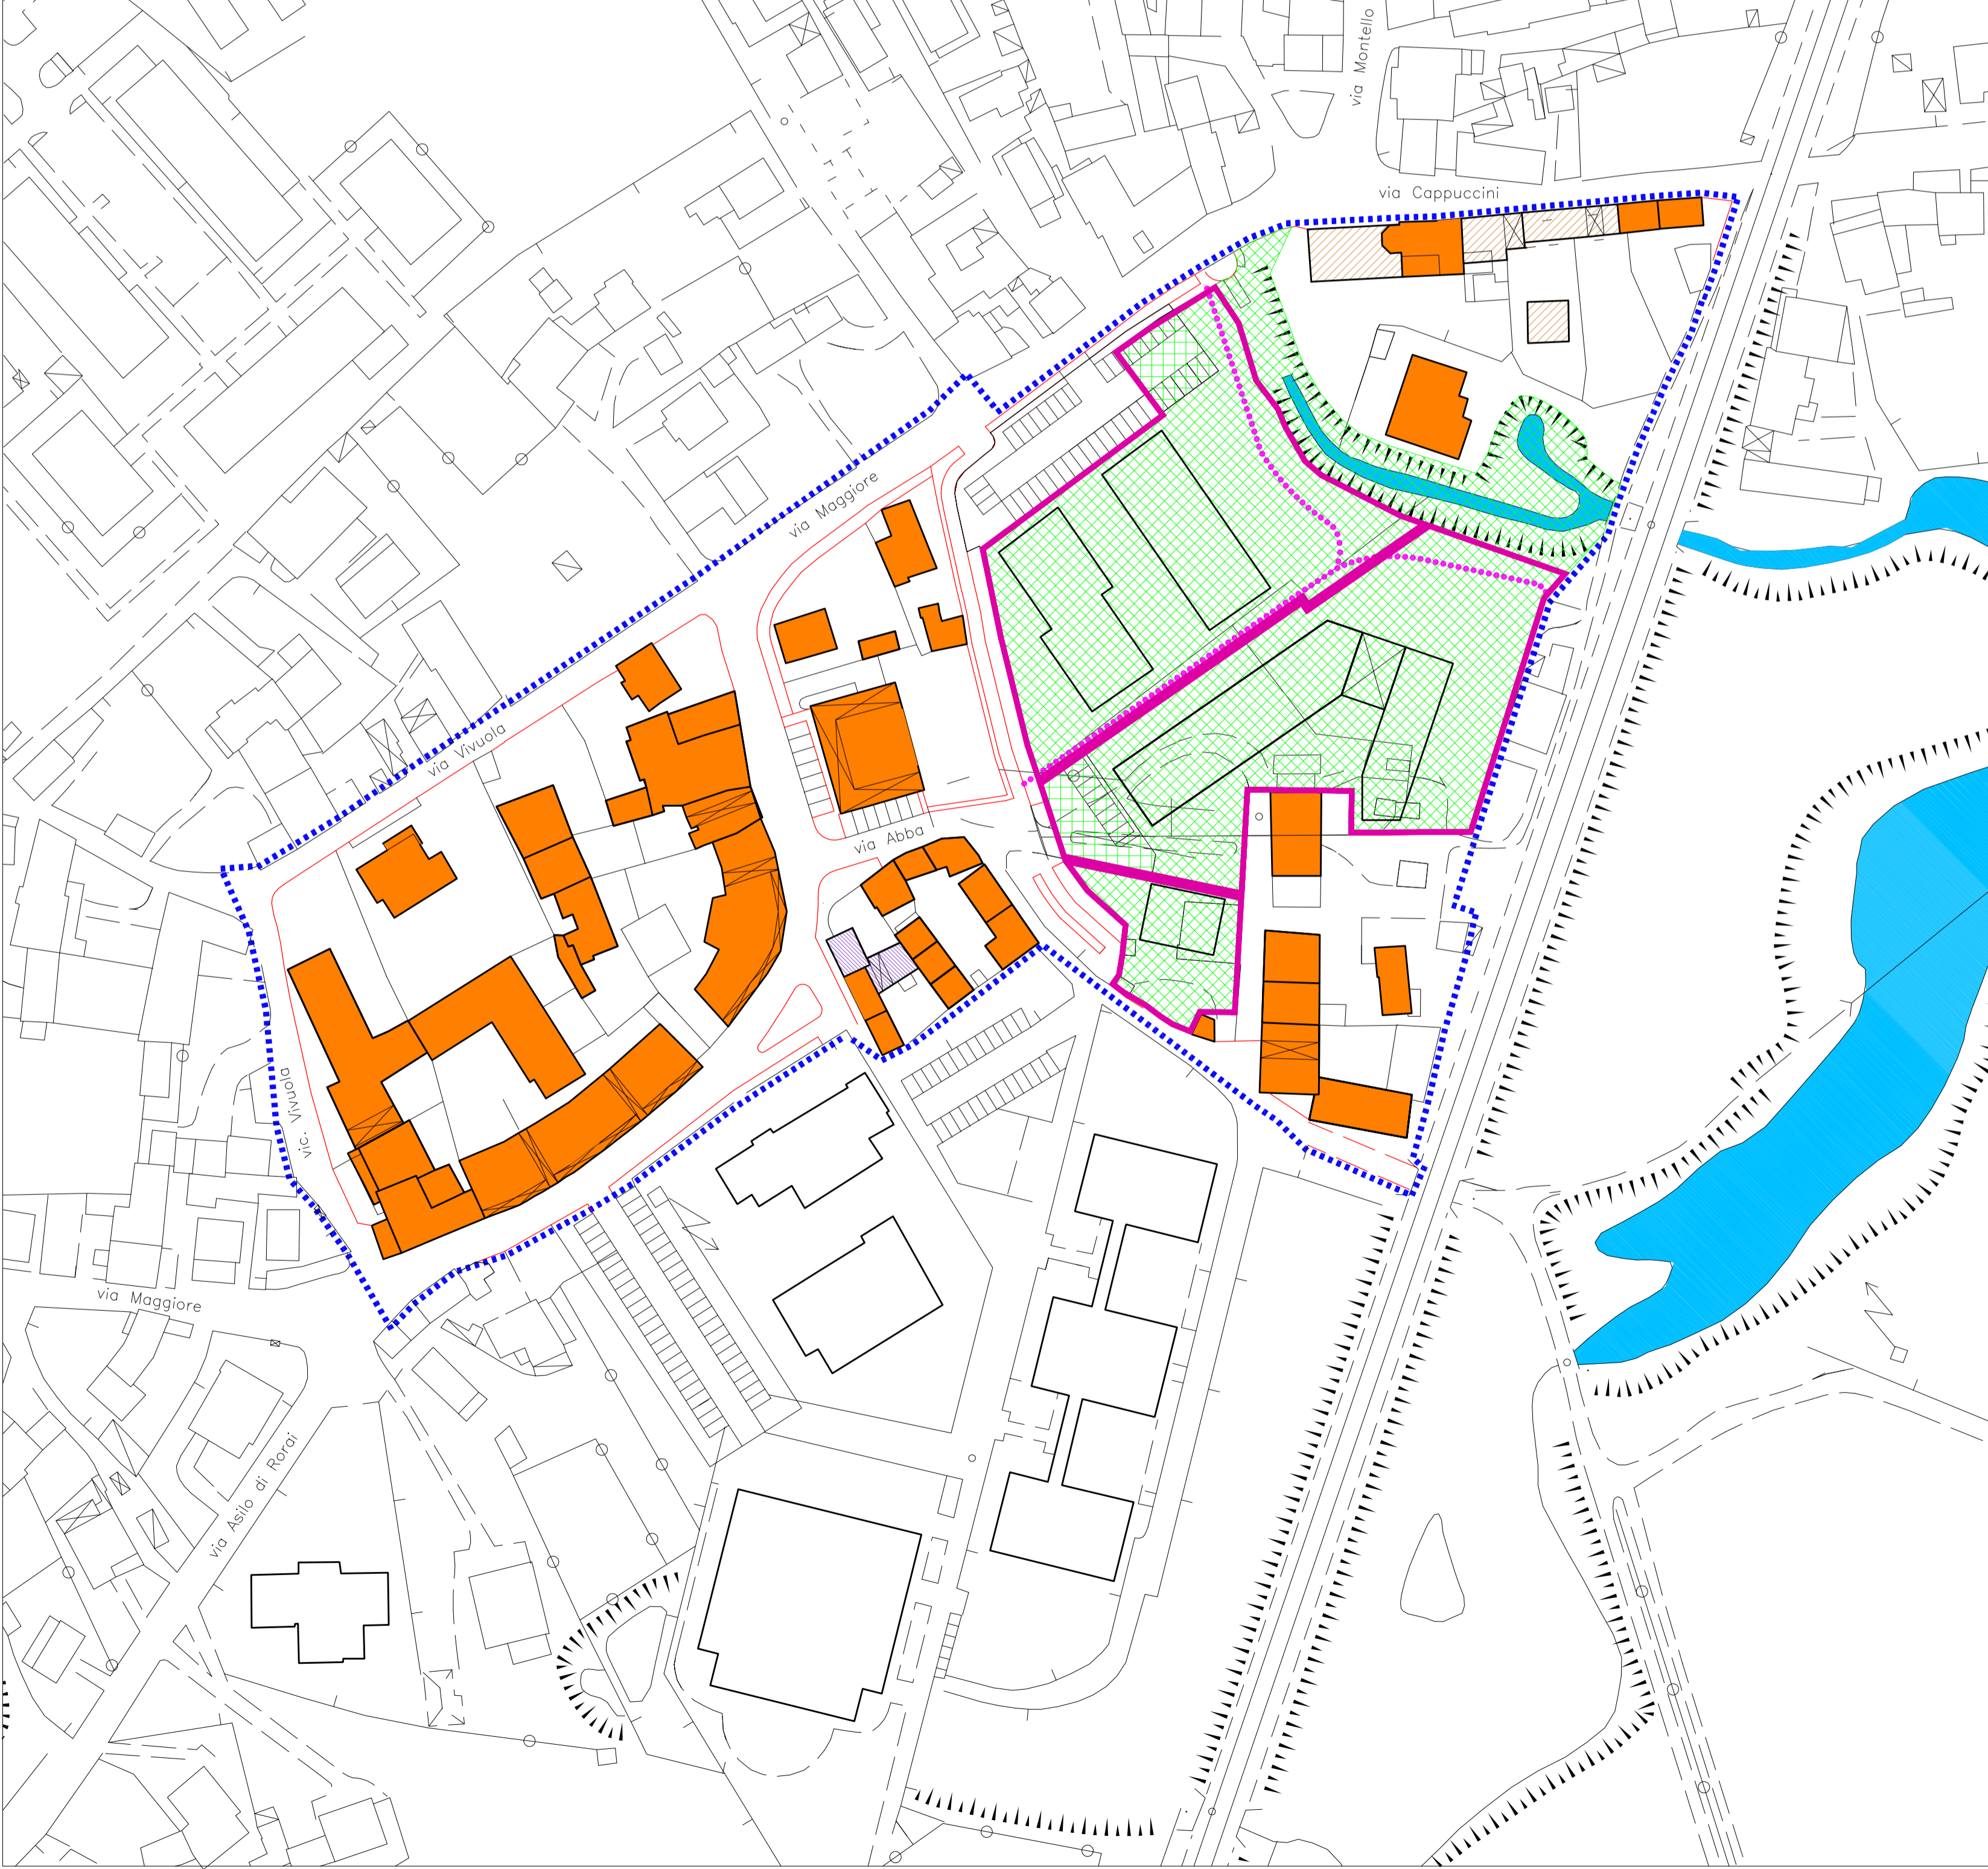 via Montello
via Cappuccini
via Maggiore
via Vivuola
via Abba
vic. Vivuola
via Maggiore
via Asilo di Rorai